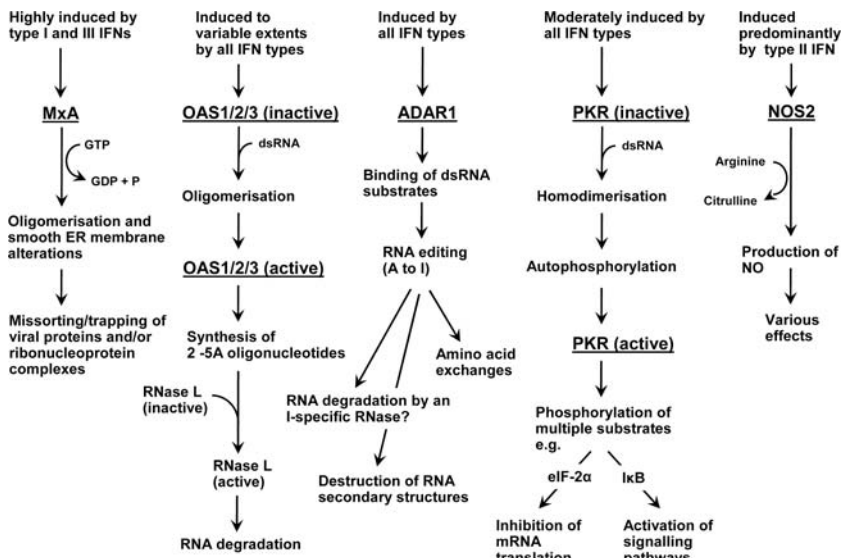 Highly induced by
type I and III IFNs
MxA
GTP
GDP + P
Oligomerisation and
smooth ER membrane
alterations
Missorting/trapping of
viral proteins and/or
ribonucleoprotein
complexes
Induced to
variable extents
by all IFN types
OAS1/2/3 (inactive)
dsRNA
Oligomerisation
OAS1/2/3 (active)
Synthesis of
2 -5A oligonucleotides
RNase L
(inactive)
RNase L
(active)
RNA degradation
Induced by
all IFN types
ADAR1
Binding of dsRNA
substrates
RNA editing
(A to I)
Amino acid
exchanges
RNA degradation by an
I-specific RNase?
Destruction of RNA
secondary structures
Moderately induced by
all IFN types
PKR (inactive)
dsRNA
Homodimerisation
Autophosphorylation
PKR (active)
Phosphorylation of
multiple substrates
e.g.
eIF-2α
IκB
Inhibition of
mRNA
translation
Activation of
signalling
pathways
Induced
predominantly
by type II IFN
NOS2
Arginine
Citrulline
Production of
NO
Various
effects